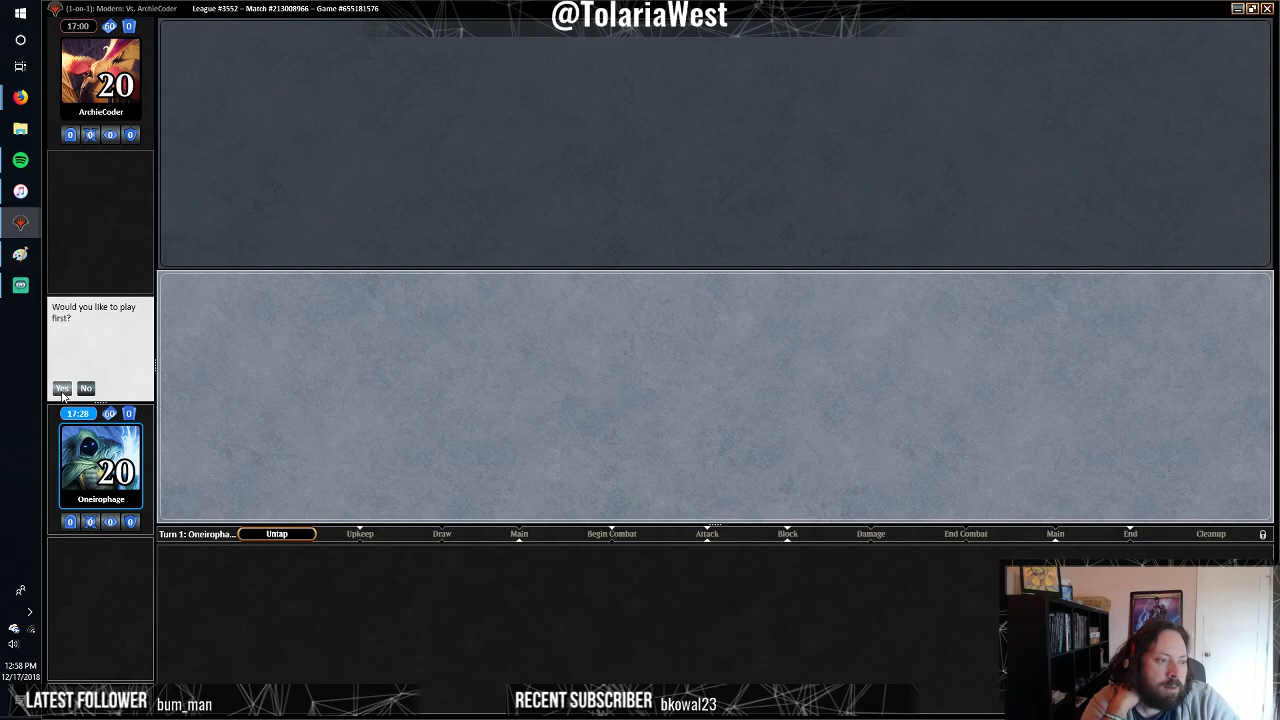 (1-on-1): Modern: Vs. ArchieCoder League #3552 – Match #213008966 – Game #655181576
@TolariaWest
17:00 60 0
20
ArchieCoder
0 0 0 0
Would you like to play
first?
Yes No
17:28 60 0
20
Oneirophage
0 0 0 0
Turn 1: Oneiropha... Untap Upkeep Draw Main Begin Combat Attack Block Damage End Combat Main End Cleanup
12:58 PM
12/17/2018
LATEST FOLLOWER bum_man
RECENT SUBSCRIBER bkowal23